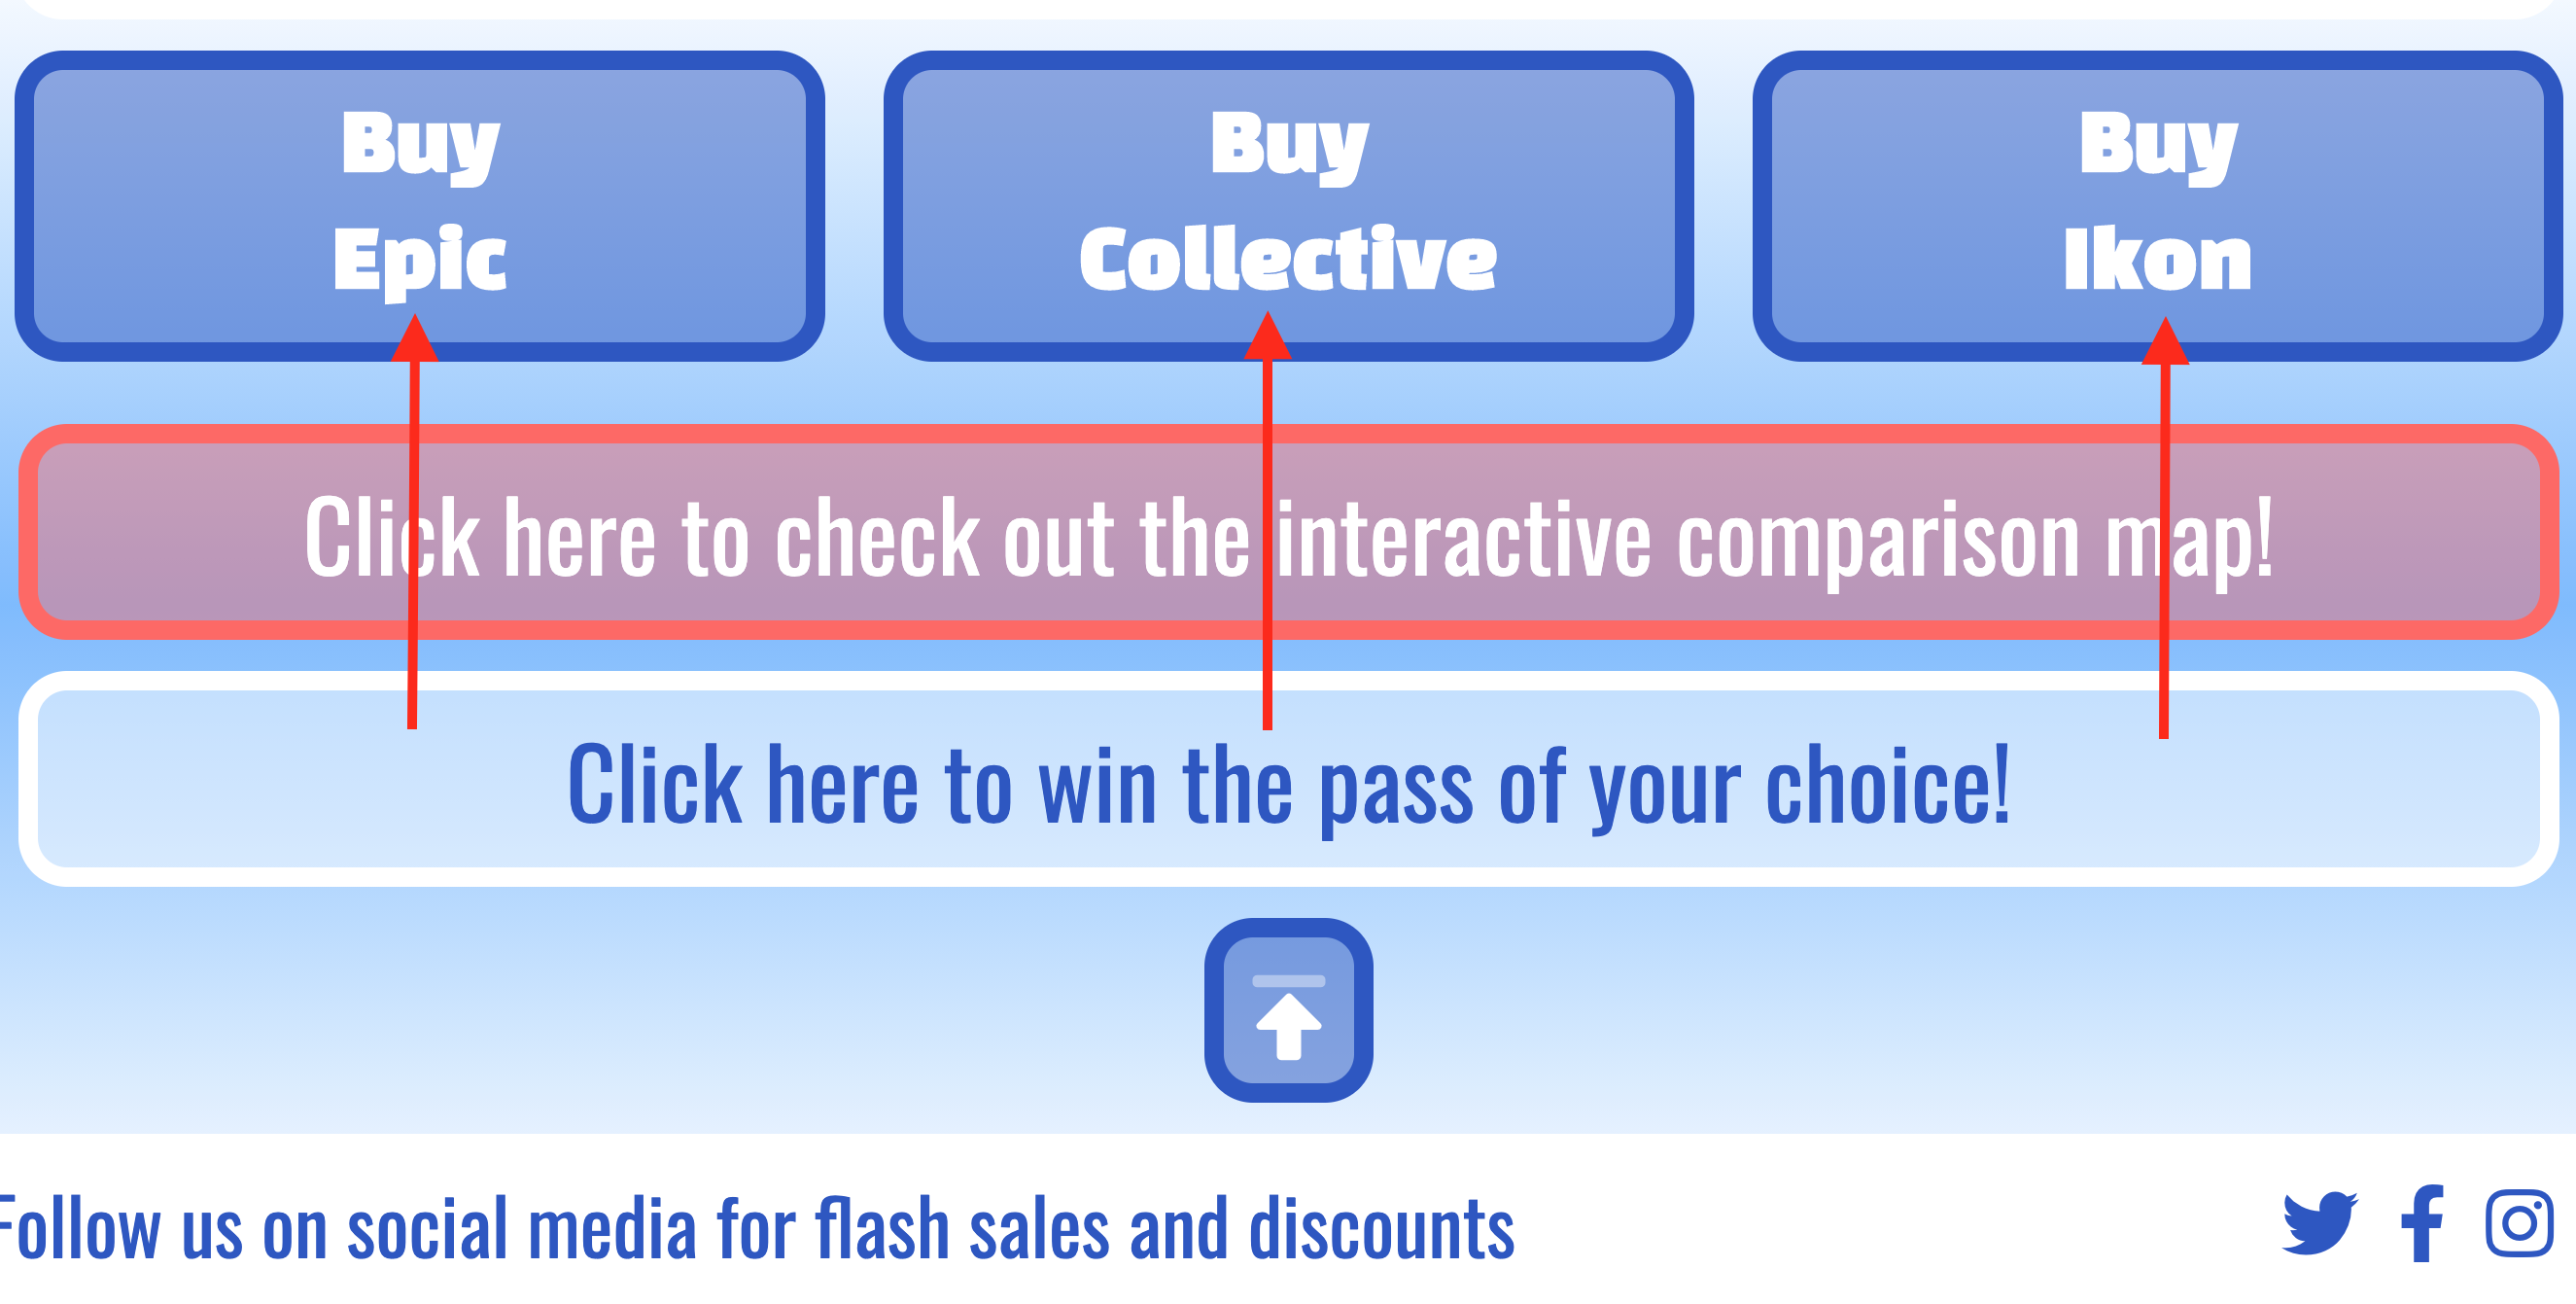 Buy
Epic
Buy
Collective
Buy
Ikon
Click here to check out the interactive comparison map!
Click here to win the pass of your choice!
Follow us on social media for flash sales and discounts